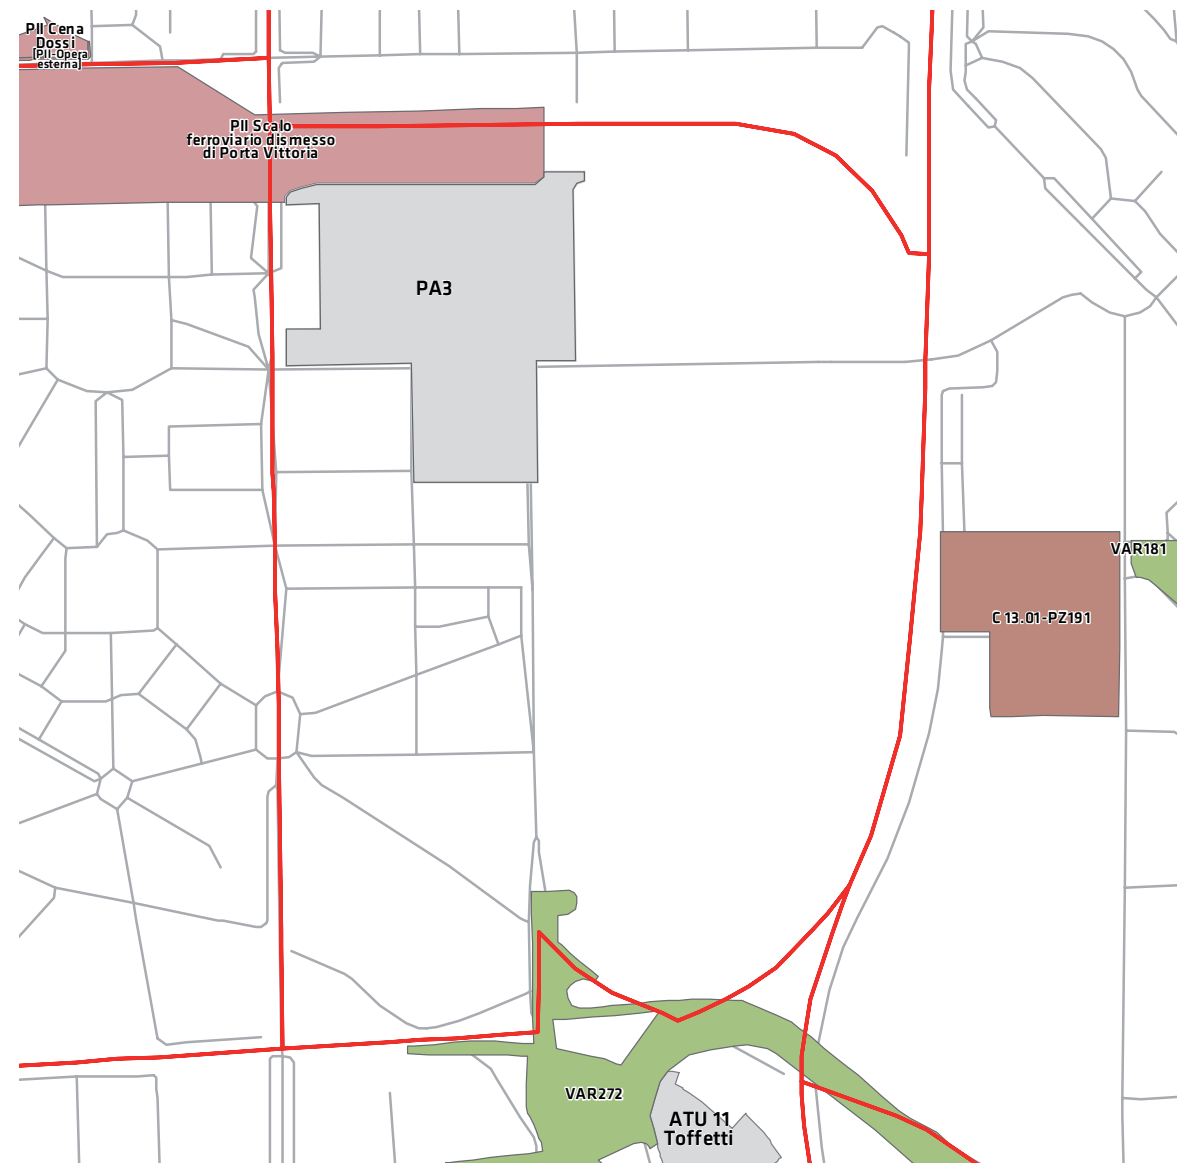 PII Cena
Dossi
[PII-Opera
esterna]
PII Scalo
ferroviario dismesso
di Porta Vittoria
PA3
VAR181
C 13.01-PZ191
VAR272
ATU 11
Toffetti